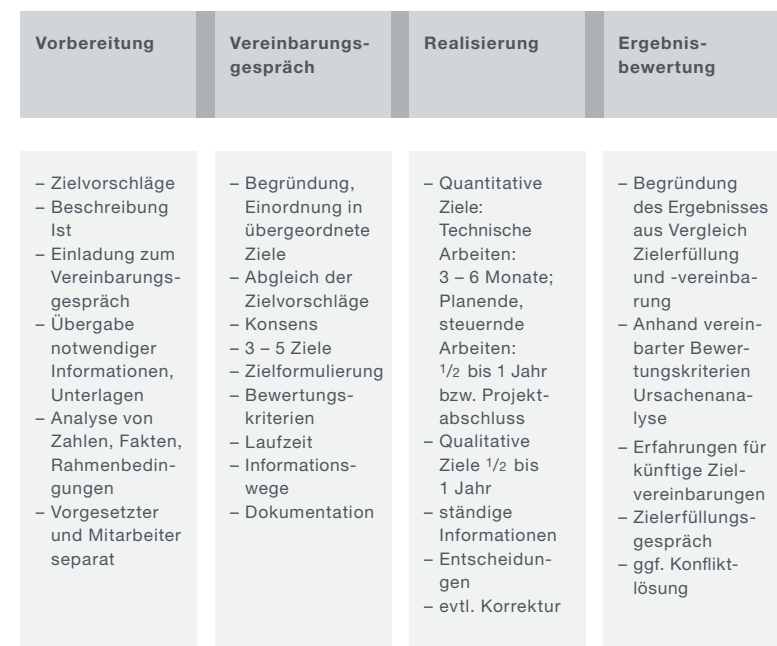 Vorbereitung
– Zielvorschläge
– Beschreibung
Ist
– Einladung zum
Vereinbarungs-
gespräch
– Übergabe
notwendiger
Informationen,
Unterlagen
– Analyse von
Zahlen, Fakten,
Rahmenbedin-
gungen
– Vorgesetzter
und Mitarbeiter
separat
Vereinbarungs-
gespräch
– Begründung,
Einordnung in
übergeordnete
Ziele
– Abgleich der
Zielvorschläge
– Konsens
– 3 – 5 Ziele
– Zielformulierung
– Bewertungs-
kriterien
– Laufzeit
– Informations-
wege
– Dokumentation
Realisierung
– Quantitative
Ziele:
Technische
Arbeiten:
3 – 6 Monate;
Planende,
steuernde
Arbeiten:
1/2 bis 1 Jahr
bzw. Projekt-
abschluss
– Qualitative
Ziele 1/2 bis
1 Jahr
– ständige
Informationen
– Entscheidun-
gen
– evtl. Korrektur
Ergebnis-
bewertung
– Begründung
des Ergebnisses
aus Vergleich
Zielerfüllung
und -vereinba-
rung
– Anhand verein-
barter Bewer-
tungskriterien
Ursachenana-
lyse
– Erfahrungen für
künftige Ziel-
vereinbarungen
– Zielerfüllungs-
gespräch
– ggf. Konflikt-
lösung